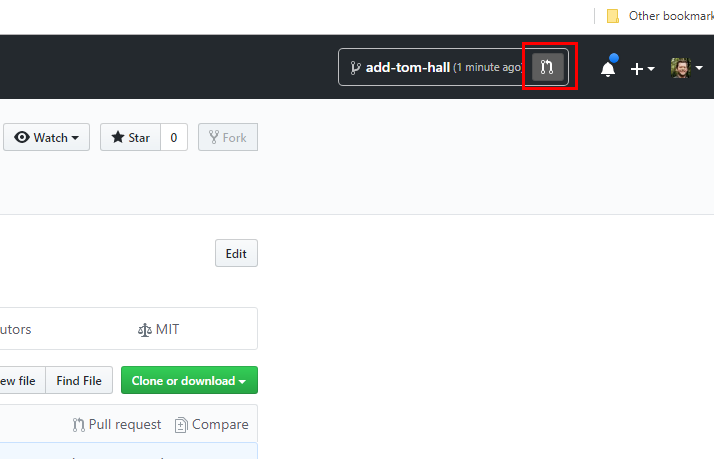 Other bookmark
add-tom-hall (1 minute ago)
Watch Star 0 Fork
Edit
utors MIT
ew file Find File Clone or download
Pull request Compare